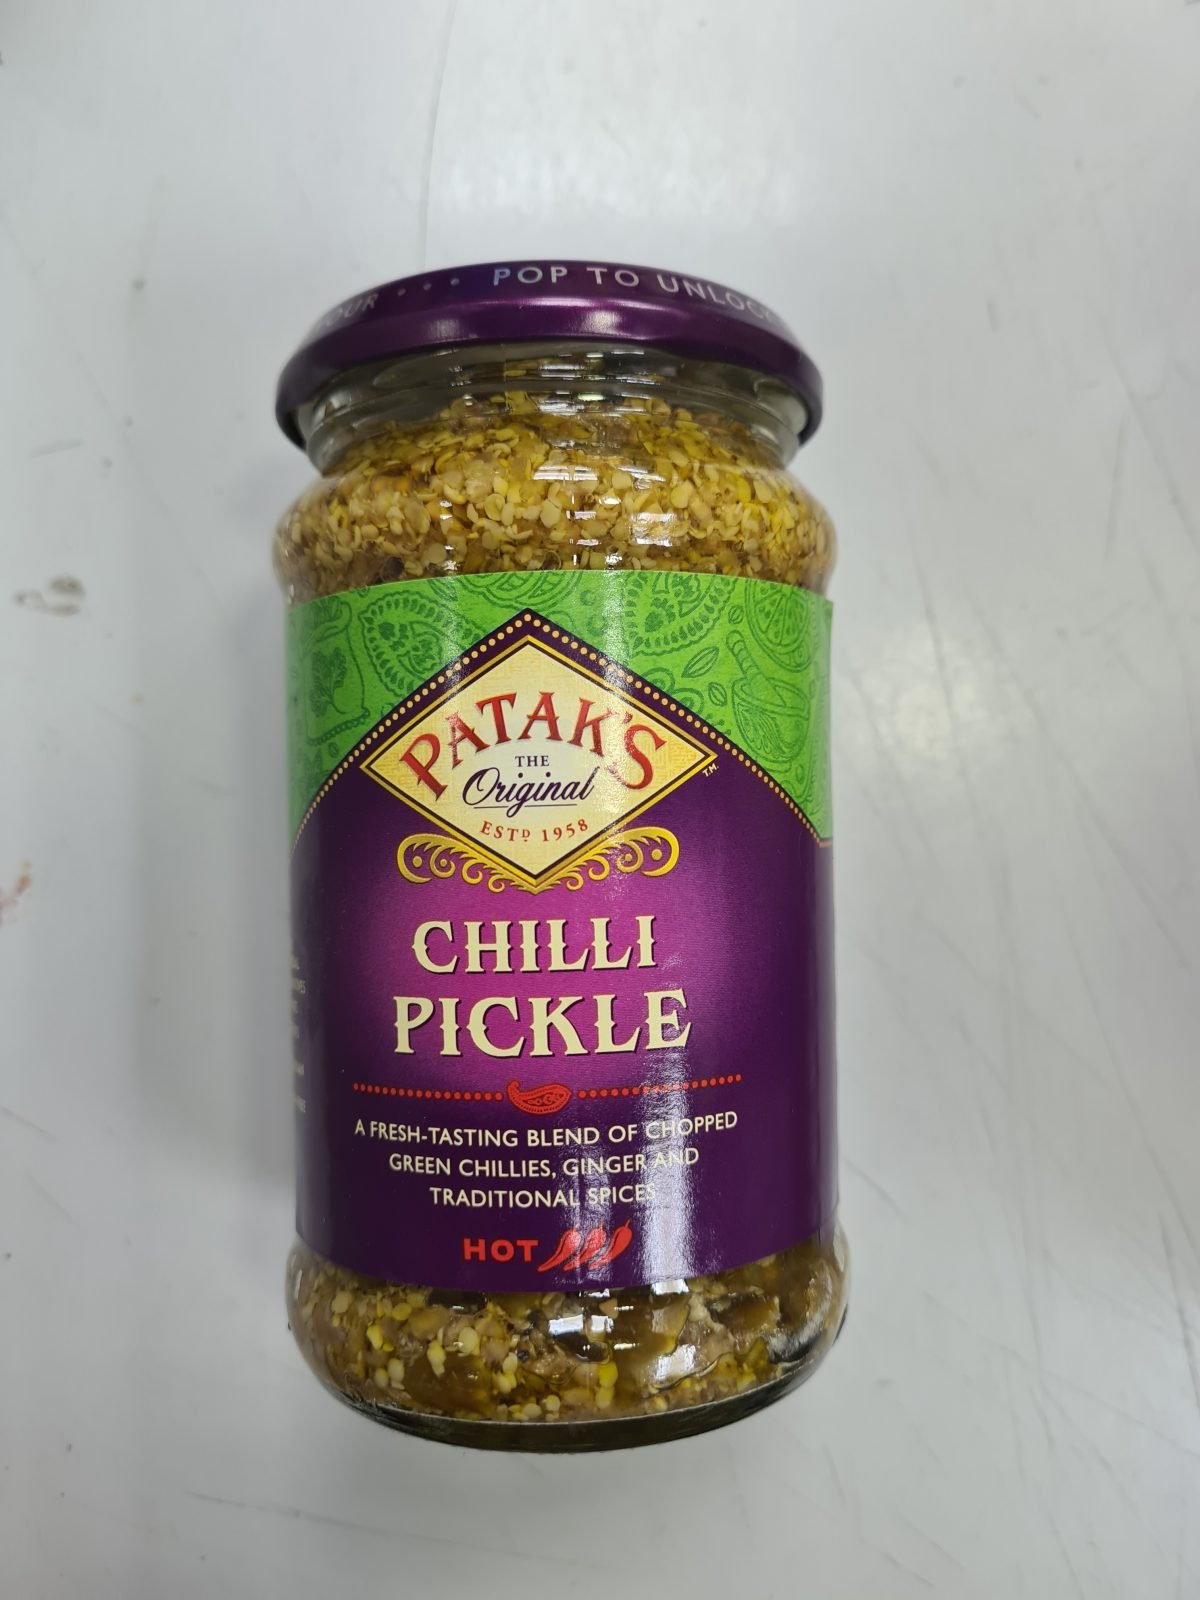 POP TO UNLOCK
PATAK'S
THE
Original
ESTD 1958
T.M.
CHILLI
PICKLE
A FRESH-TASTING BLEND OF CHOPPED
GREEN CHILLIES, GINGER AND
TRADITIONAL SPICES
HOT